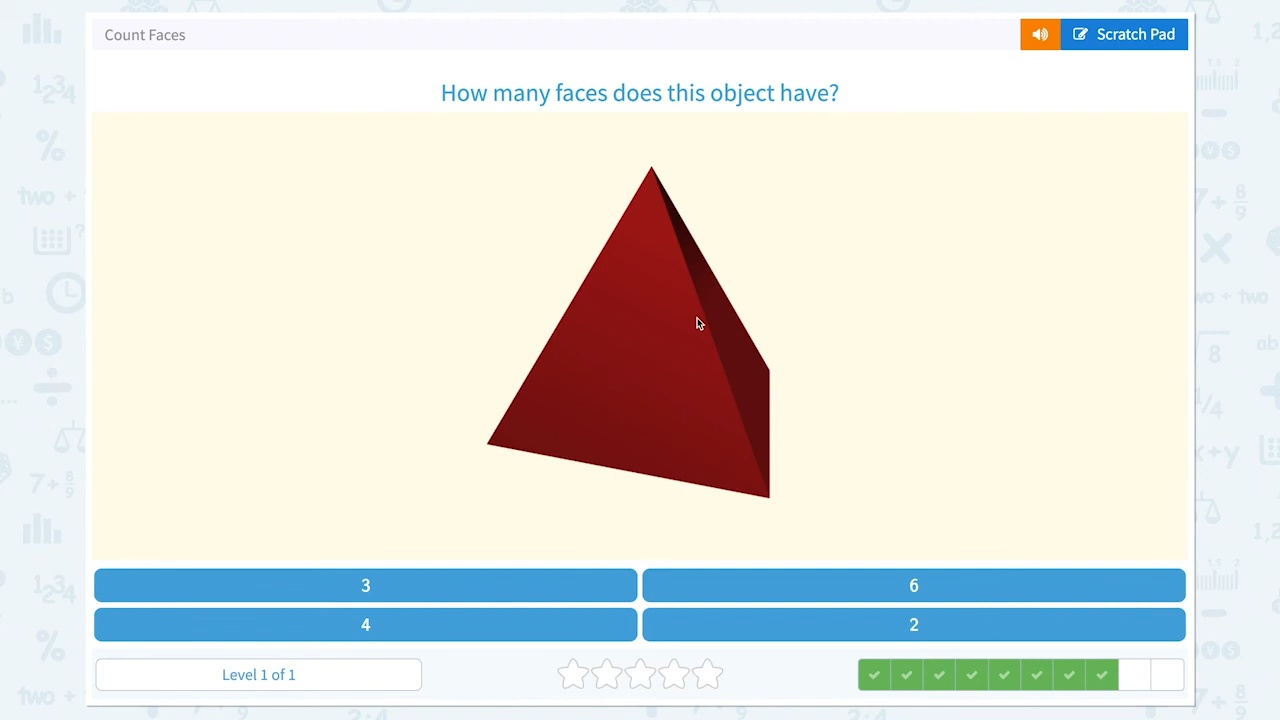 Count Faces
Scratch Pad
How many faces does this object have?
3
6
4
2
Level 1 of 1